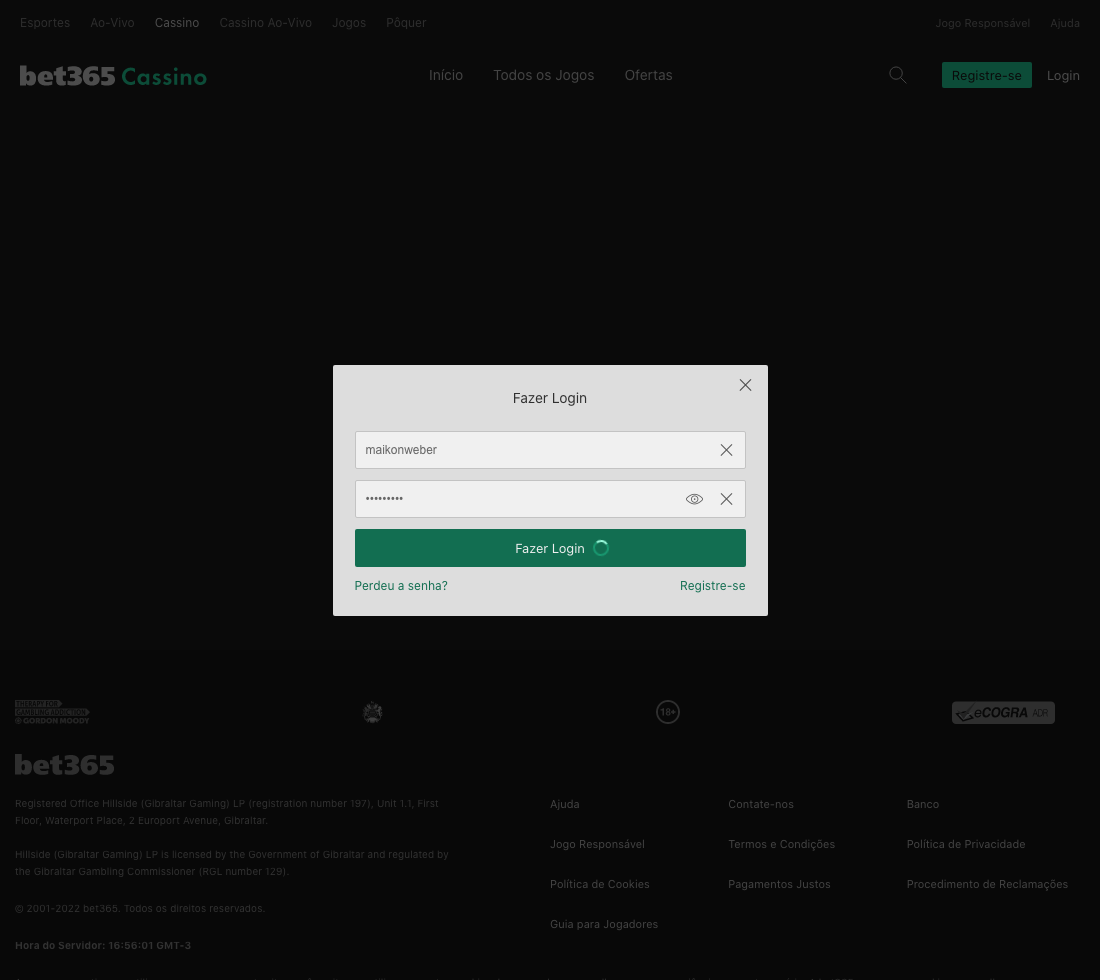 Esportes Ao-Vivo Cassino Cassino Ao-Vivo Jogos Pôquer Jogo Responsável Ajuda
bet365 Cassino Início Todos os Jogos Ofertas Registre-se Login
Fazer Login
maikonweber
•••••••••
Fazer Login
Perdeu a senha? Registre-se
THERAPY FOR
GAMBLING ADDICTION
GORDON MOODY
18+
eCOGRA ADR
bet365
Registered Office Hillside (Gibraltar Gaming) LP (registration number 197), Unit 1.1, First
Floor, Waterport Place, 2 Europort Avenue, Gibraltar.
Hillside (Gibraltar Gaming) LP is licensed by the Government of Gibraltar and regulated by
the Gibraltar Gambling Commissioner (RGL number 129).
© 2001-2022 bet365. Todos os direitos reservados.
Hora do Servidor: 16:56:01 GMT-3
Ajuda Contate-nos Banco
Jogo Responsável Termos e Condições Política de Privacidade
Política de Cookies Pagamentos Justos Procedimento de Reclamações
Guia para Jogadores